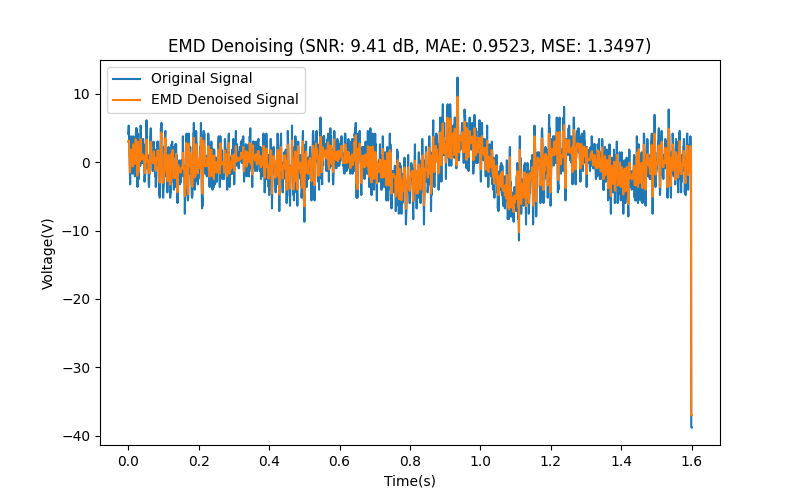 EMD Denoising (SNR: 9.41 dB, MAE: 0.9523, MSE: 1.3497)
Original Signal
EMD Denoised Signal
10
0
−10
−20
−30
−40
Voltage(V)
0.0 0.2 0.4 0.6 0.8 1.0 1.2 1.4 1.6
Time(s)